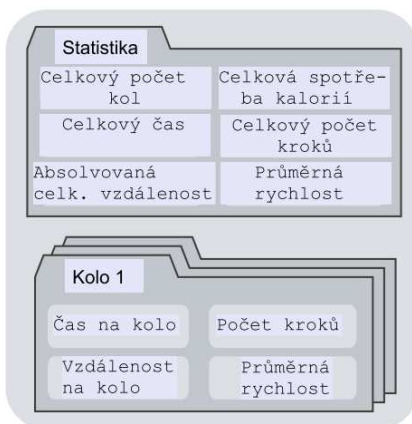 Statistika
Celkový počet
kol
Celková spotře-
ba kalorií
Celkový čas
Celkový počet
kroků
Absolvovaná
celk. vzdálenost
Průměrná
rychlost
Kolo 1
Čas na kolo
Počet kroků
Vzdálenost
na kolo
Průměrná
rychlost